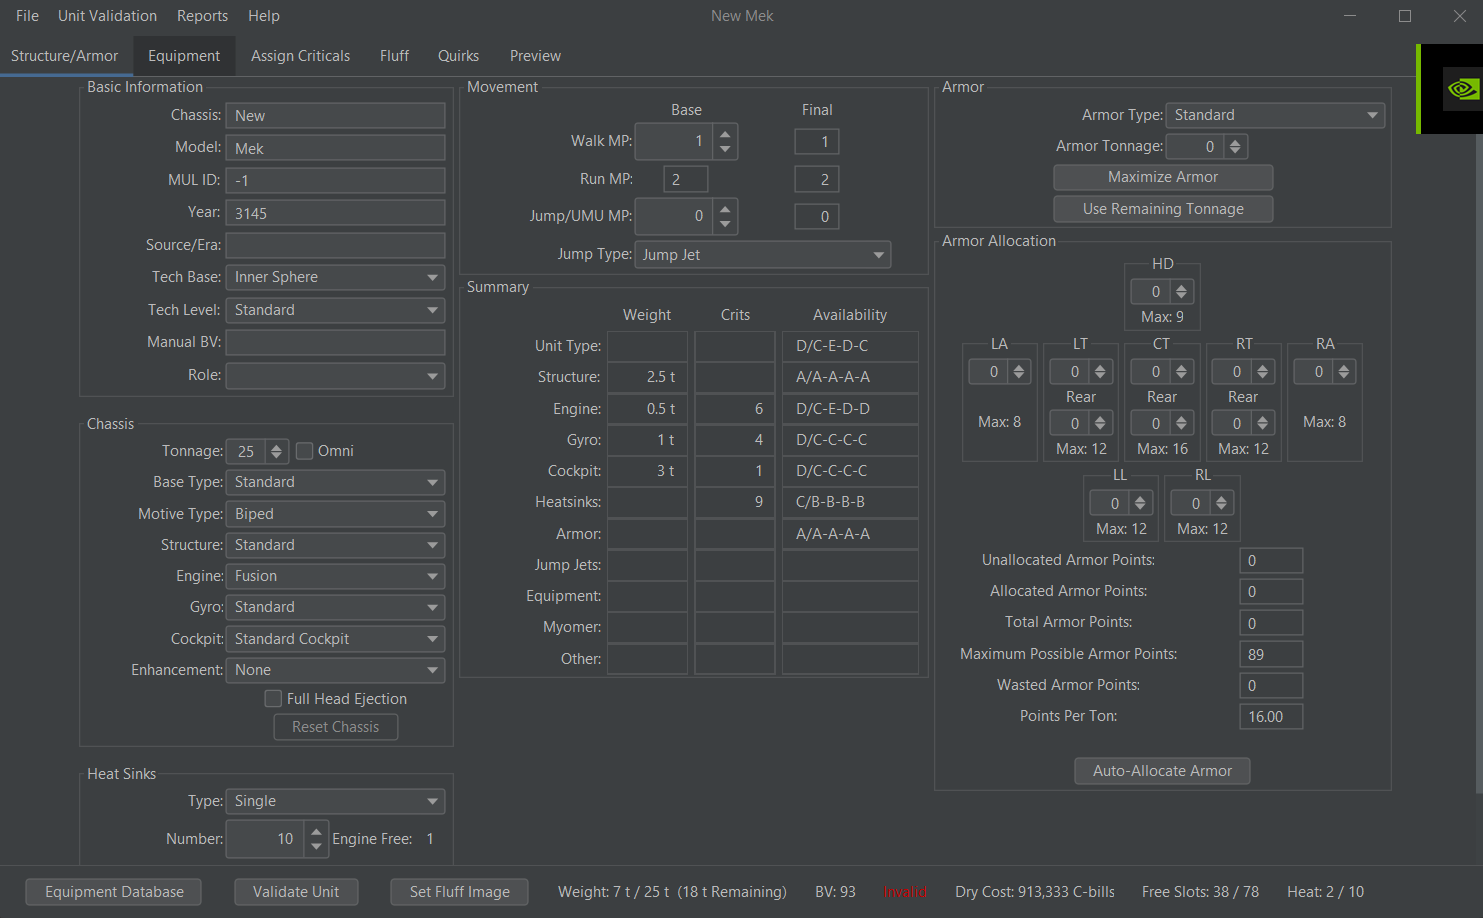 File Unit Validation Reports Help New Mek
Structure/Armor Equipment Assign Criticals Fluff Quirks Preview
Basic Information
Chassis: New
Model: Mek
MUL ID: -1
Year: 3145
Source/Era:
Tech Base: Inner Sphere
Tech Level: Standard
Manual BV:
Role:
Chassis
Tonnage: 25 Omni
Base Type: Standard
Motive Type: Biped
Structure: Standard
Engine: Fusion
Gyro: Standard
Cockpit: Standard Cockpit
Enhancement: None
Full Head Ejection
Reset Chassis
Heat Sinks
Type: Single
Number: 10 Engine Free: 1
Movement
Base Final
Walk MP: 1 1
Run MP: 2 2
Jump/UMU MP: 0 0
Jump Type: Jump Jet
Summary
Weight Crits Availability
Unit Type: D/C-E-D-C
Structure: 2.5 t A/A-A-A-A
Engine: 0.5 t 6 D/C-E-D-D
Gyro: 1 t 4 D/C-C-C-C
Cockpit: 3 t 1 D/C-C-C-C
Heatsinks: 9 C/B-B-B-B
Armor: A/A-A-A-A
Jump Jets:
Equipment:
Myomer:
Other:
Armor
Armor Type: Standard
Armor Tonnage: 0
Maximize Armor
Use Remaining Tonnage
Armor Allocation
HD
0
Max: 9
LA LT CT RT RA
0 0 0 0 0
Rear Rear Rear
Max: 8 0 0 0 Max: 8
Max: 12 Max: 16 Max: 12
LL RL
0 0
Max: 12 Max: 12
Unallocated Armor Points: 0
Allocated Armor Points: 0
Total Armor Points: 0
Maximum Possible Armor Points: 89
Wasted Armor Points: 0
Points Per Ton: 16.00
Auto-Allocate Armor
Equipment Database Validate Unit Set Fluff Image Weight: 7 t / 25 t (18 t Remaining) BV: 93 Invalid Dry Cost: 913,333 C-bills Free Slots: 38 / 78 Heat: 2 / 10